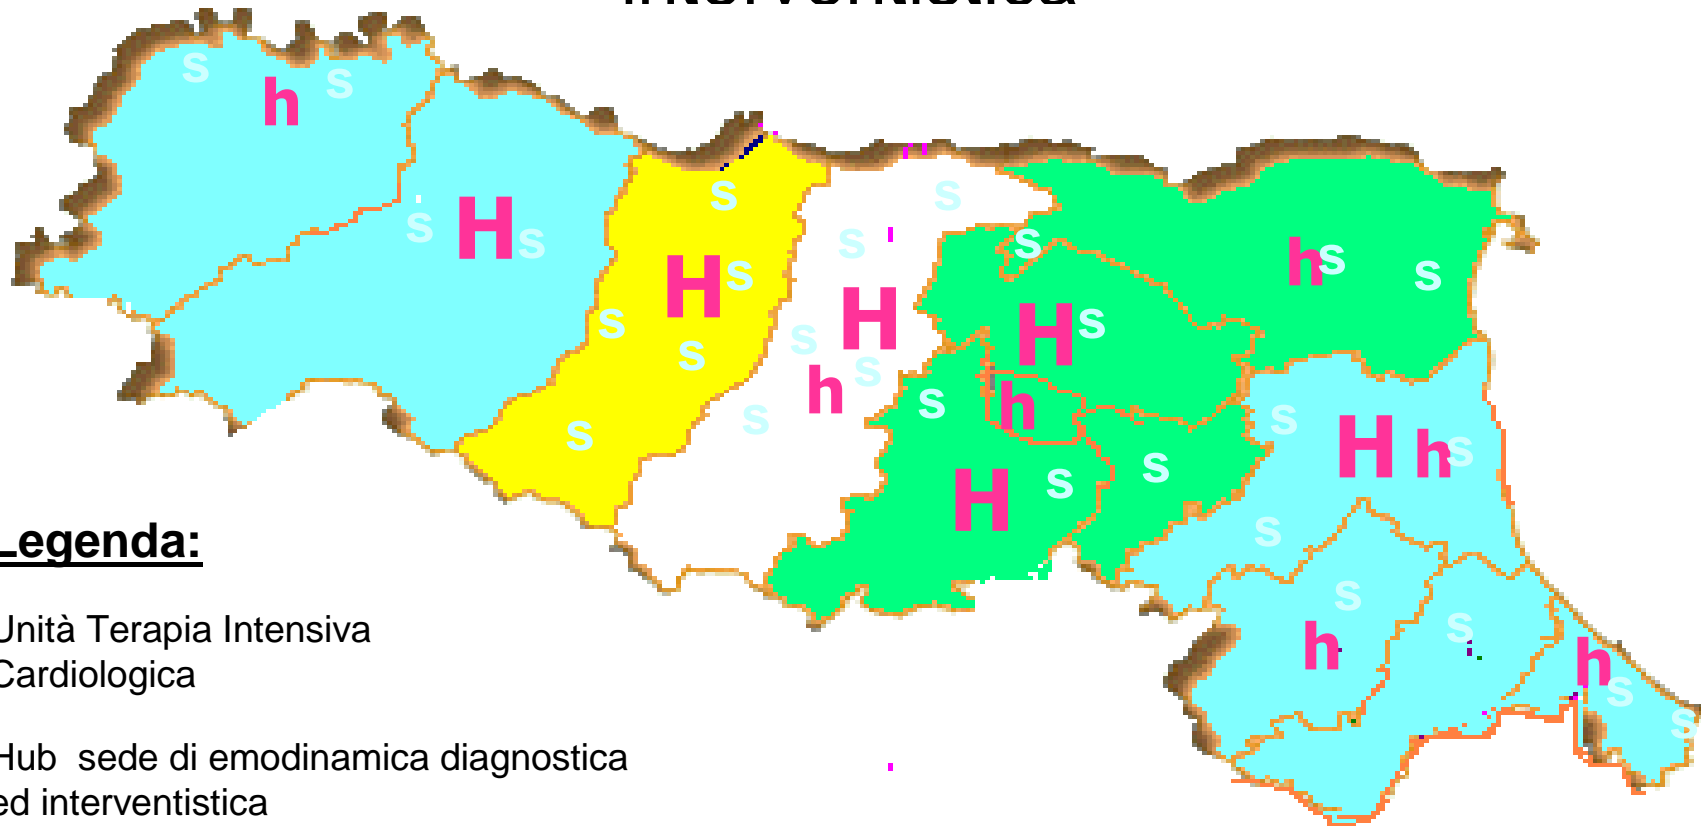 s
s
h
s
H
s
s
H
s
s
s
s
s
s
H
s
h
s
s
s
H
s
h
s
H
s
s
h
s
s
s
H
h
s
s
s
h
s
h
s
s
Legenda:
Unità Terapia Intensiva
Cardiologica
Hub sede di emodinamica diagnostica
ed interventistica